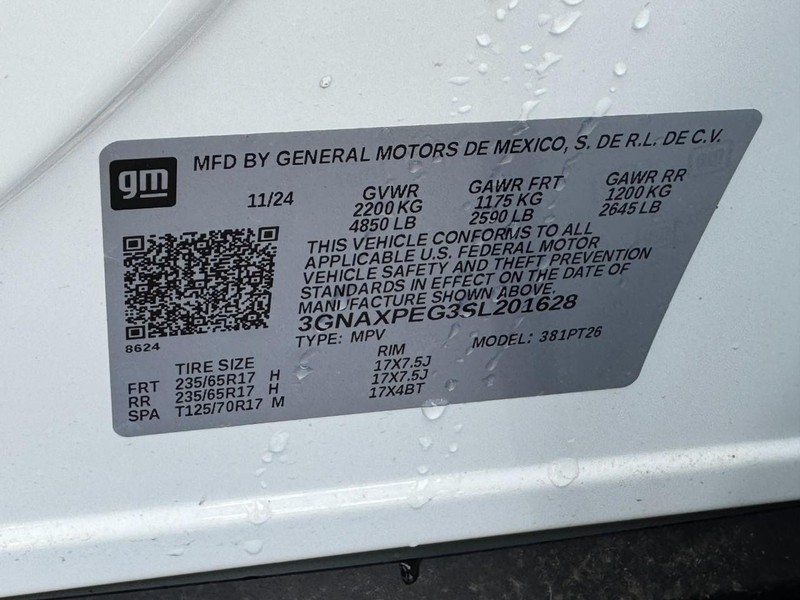 gm
MFD BY GENERAL MOTORS DE MEXICO, S. DE R.L. DE C.V.
11/24 GVWR GAWR FRT GAWR RR
2200 KG 1175 KG 1200 KG
4850 LB 2590 LB 2645 LB
THIS VEHICLE CONFORMS TO ALL
APPLICABLE U.S. FEDERAL MOTOR
VEHICLE SAFETY AND THEFT PREVENTION
STANDARDS IN EFFECT ON THE DATE OF
MANUFACTURE SHOWN ABOVE.
3GNAXPEG3SL201628
8624
TYPE: MPV MODEL: 381PT26
TIRE SIZE RIM
FRT 235/65R17 H 17X7.5J
RR 235/65R17 H 17X7.5J
SPA T125/70R17 M 17X4BT